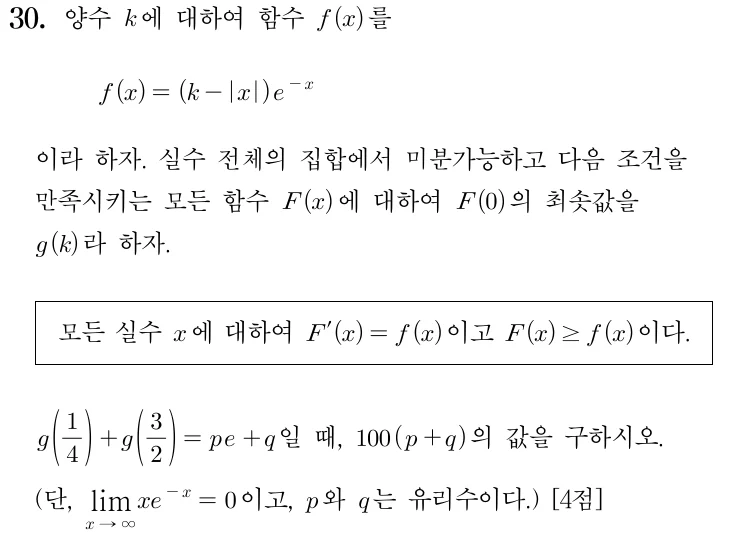 30. 양수 k에 대하여 함수 f(x)를
f(x) = (k - |x|)e^{-x}
이라 하자. 실수 전체의 집합에서 미분가능하고 다음 조건을
만족시키는 모든 함수 F(x)에 대하여 F(0)의 최솟값을
g(k)라 하자.
모든 실수 x에 대하여 F'(x) = f(x)이고 F(x) ≥ f(x)이다.
g(1/4) + g(3/2) = pe + q일 때, 100(p+q)의 값을 구하시오.
(단, lim_{x→∞} xe^{-x} = 0이고, p와 q는 유리수이다.) [4점]